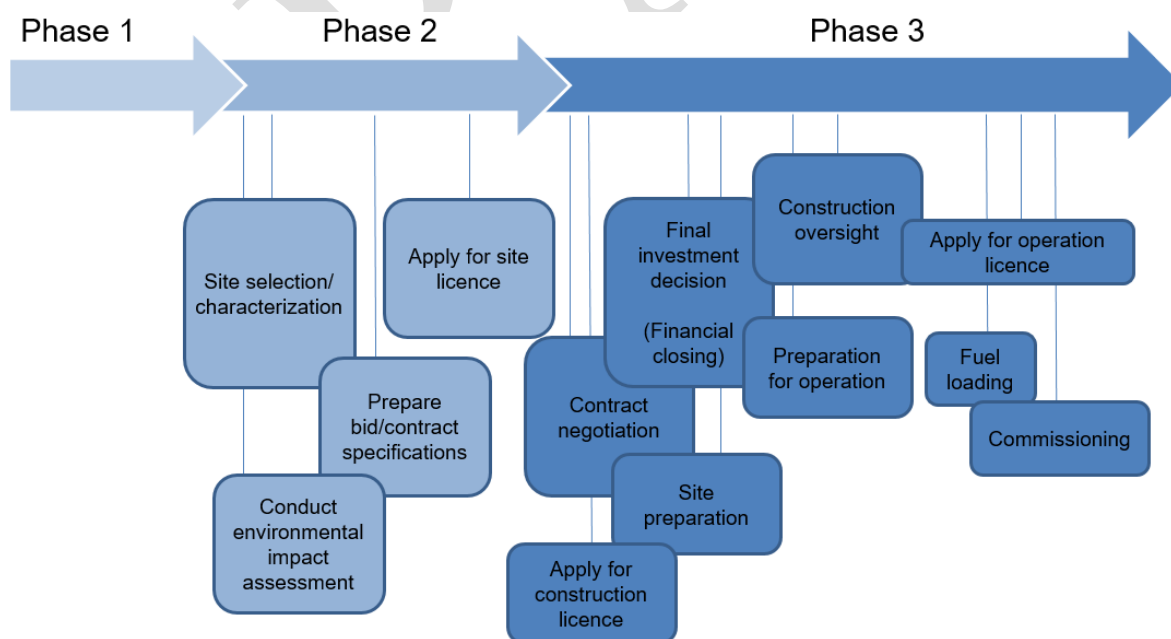 Phase 1
Phase 2
Phase 3
Site selection/
characterization
Apply for site
licence
Prepare
bid/contract
specifications
Conduct
environmental
impact
assessment
Final
investment
decision
(Financial
closing)
Contract
negotiation
Site
preparation
Apply for
construction
licence
Construction
oversight
Preparation
for operation
Apply for operation
licence
Fuel
loading
Commissioning